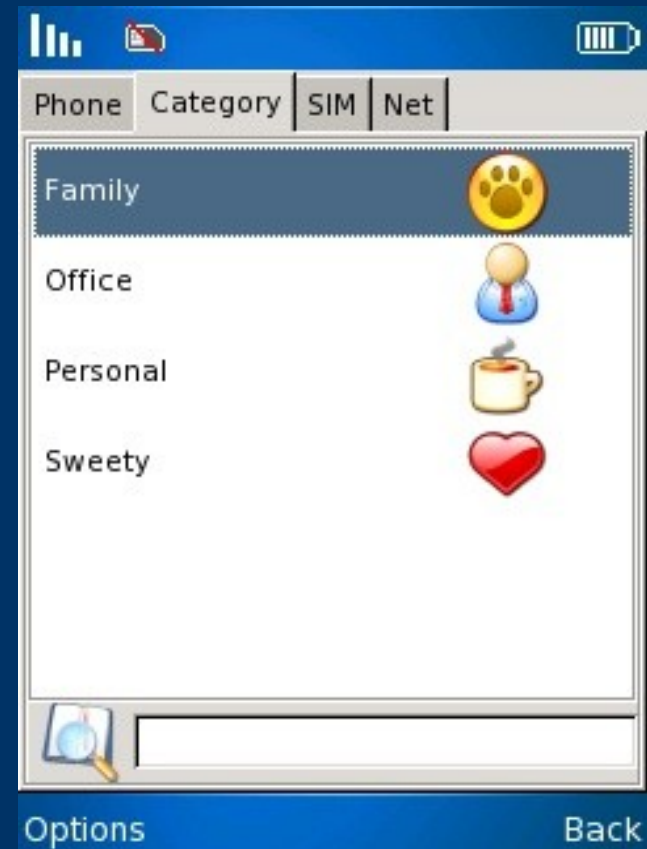 Phone Category SIM Net
Family
Office
Personal
Sweety
Options Back